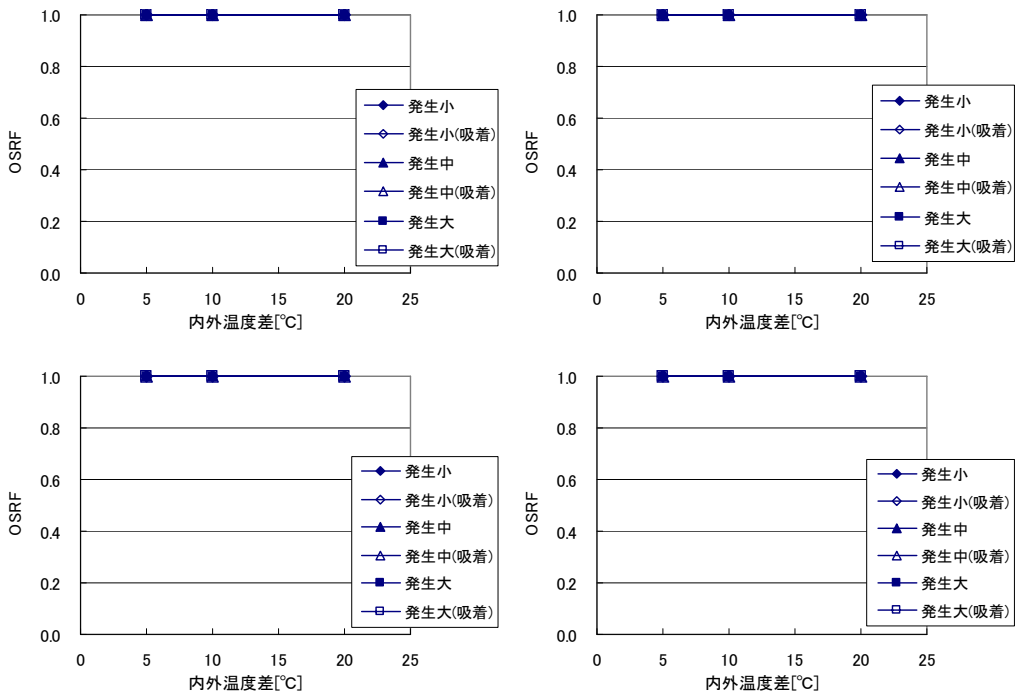 1.0
0.8
0.6
0.4
0.2
0.0
OSRF
0 5 10 15 20 25
内外温度差[℃]
発生小
発生小(吸着)
発生中
発生中(吸着)
発生大
発生大(吸着)
1.0
0.8
0.6
0.4
0.2
0.0
OSRF
0 5 10 15 20 25
内外温度差[℃]
発生小
発生小(吸着)
発生中
発生中(吸着)
発生大
発生大(吸着)
1.0
0.8
0.6
0.4
0.2
0.0
OSRF
0 5 10 15 20 25
内外温度差[℃]
発生小
発生小(吸着)
発生中
発生中(吸着)
発生大
発生大(吸着)
1.0
0.8
0.6
0.4
0.2
0.0
OSRF
0 5 10 15 20 25
内外温度差[℃]
発生小
発生小(吸着)
発生中
発生中(吸着)
発生大
発生大(吸着)